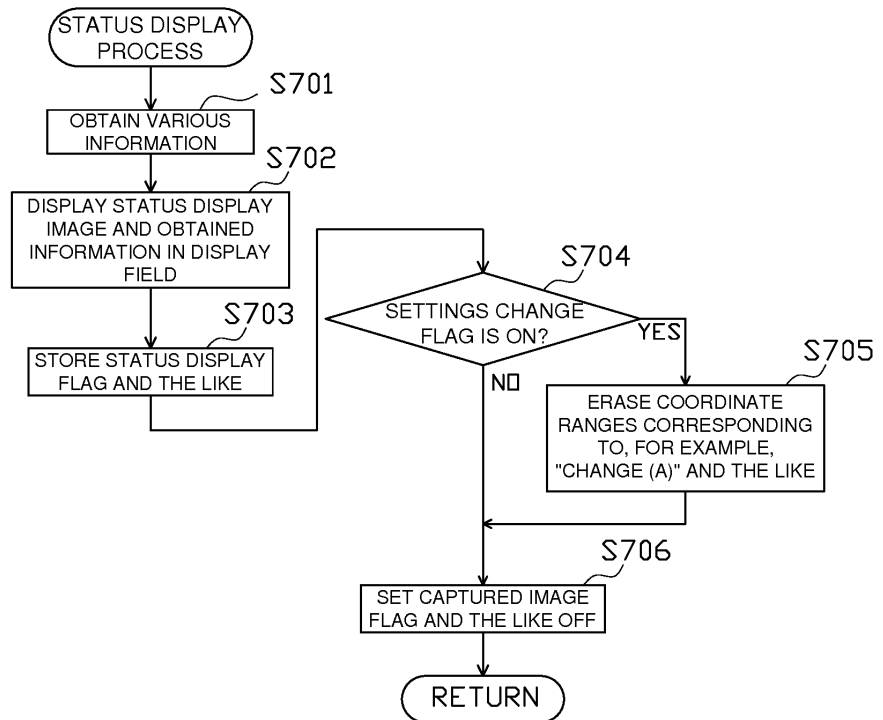 STATUS DISPLAY
PROCESS
S701
OBTAIN VARIOUS
INFORMATION
S702
DISPLAY STATUS DISPLAY
IMAGE AND OBTAINED
INFORMATION IN DISPLAY
FIELD
S703
STORE STATUS DISPLAY
FLAG AND THE LIKE
S704
SETTINGS CHANGE
FLAG IS ON?
YES
NO
S705
ERASE COORDINATE
RANGES CORRESPONDING
TO, FOR EXAMPLE,
"CHANGE (A)" AND THE LIKE
S706
SET CAPTURED IMAGE
FLAG AND THE LIKE OFF
RETURN